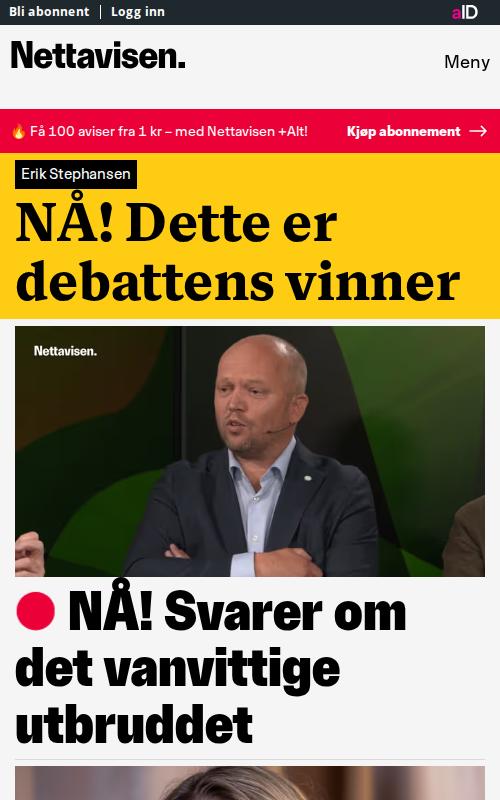 Bli abonnent | Logg inn
aID
Nettavisen.
Meny
🔥 Få 100 aviser fra 1 kr – med Nettavisen +Alt!
Kjøp abonnement →
Erik Stephansen
NÅ! Dette er
debattens vinner
Nettavisen.
NÅ! Svarer om
det vanvittige
utbruddet